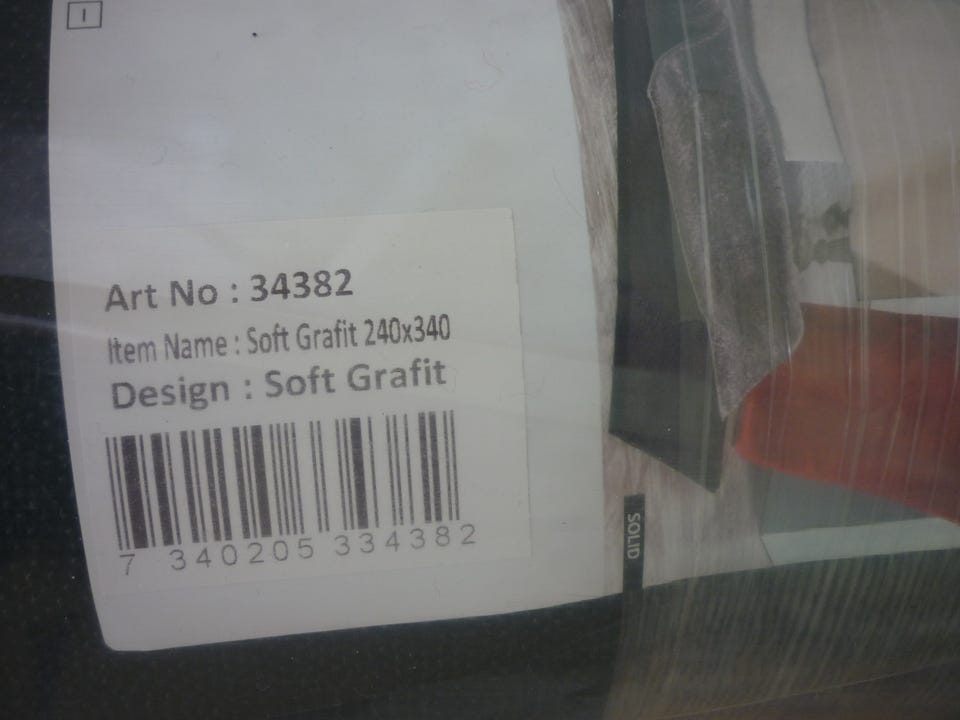 I
Art No : 34382
Item Name : Soft Grafit 240x340
Design : Soft Grafit
7 340205 334382
SOLID